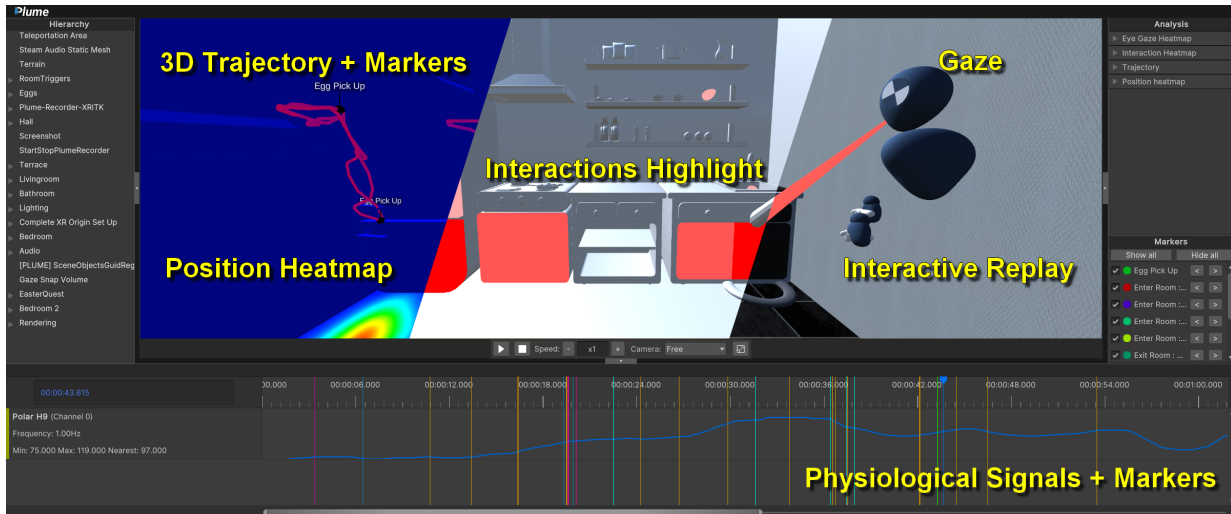 Plume
Hierarchy
Teleportation Area
Steam Audio Static Mesh
Terrain
RoomTriggers
Eggs
Plume-Recorder-XRITK
Hall
Screenshot
StartStopPlumeRecorder
Terrace
Livingroom
Bathroom
Lighting
Complete XR Origin Set Up
Bedroom
Audio
[PLUME] SceneObjectsGuidReg
Gaze Snap Volume
EasterQuest
Bedroom 2
Rendering
3D Trajectory + Markers
Egg Pick Up
Egg Pick Up
Position Heatmap
Interactions Highlight
Gaze
Interactive Replay
Speed: - x1 + Camera: Free
Analysis
Eye Gaze Heatmap
Interaction Heatmap
Trajectory
Position heatmap
Markers
Show all Hide all
Egg Pick Up < >
Enter Room :... < >
Enter Room :... < >
Enter Room :... < >
Enter Room :... < >
Exit Room : ... < >
00:00:43.615
00.000 00:00:06.000 00:00:12.000 00:00:18.000 00:00:24.000 00:00:30.000 00:00:36.000 00:00:42.000 00:00:48.000 00:00:54.000 00:01:00.000
Polar H9 (Channel 0)
Frequency: 1.00Hz
Min: 75.000 Max: 119.000 Nearest: 97.000
Physiological Signals + Markers